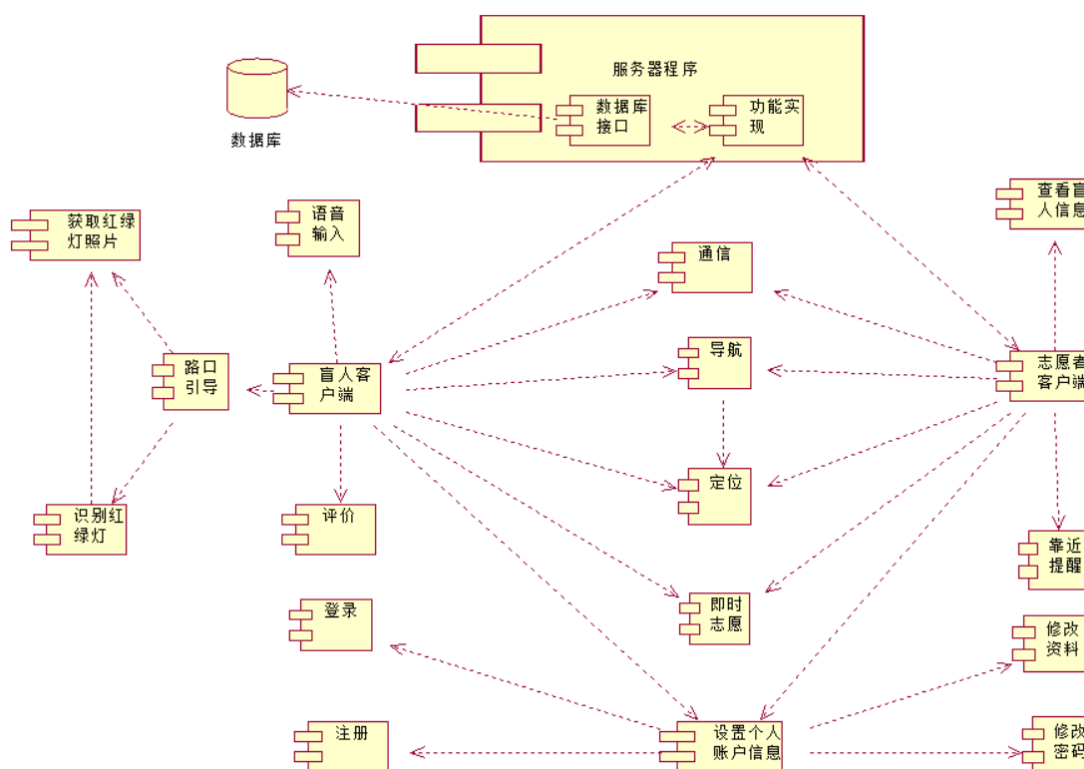 服务器程序
数据库
接口
功能实
现
数据库
获取红绿
灯照片
语音
输入
查看盲
人信息
通信
路口
引导
盲人客
户端
导航
志愿者
客户端
定位
识别红
绿灯
评价
靠近
提醒
登录
即时
志愿
修改
资料
注册
设置个人
账户信息
修改
密码